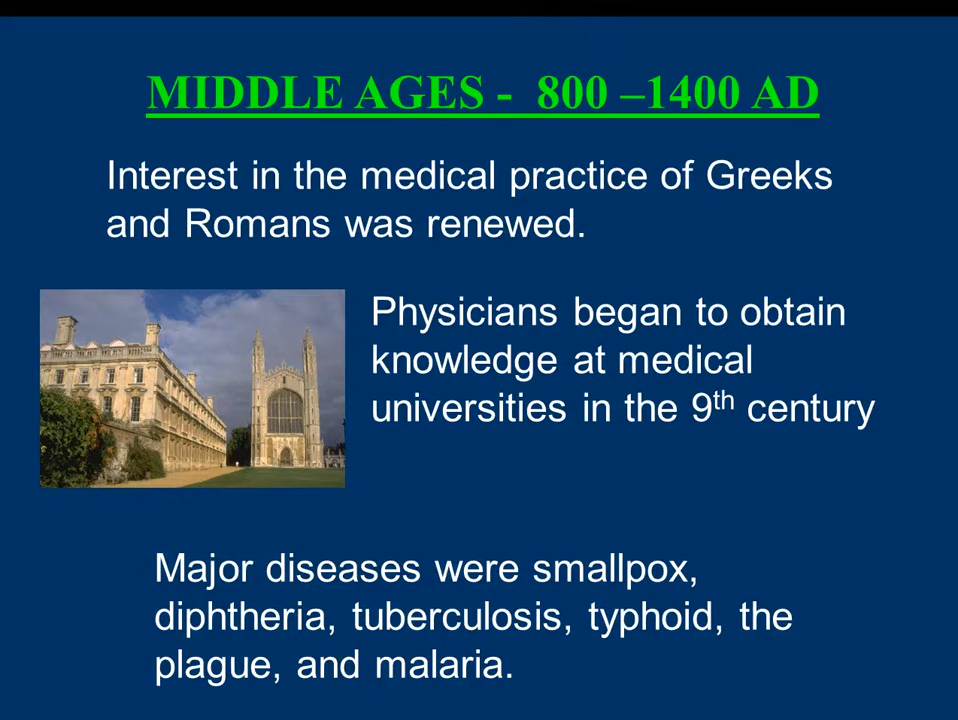 MIDDLE AGES - 800 –1400 AD
Interest in the medical practice of Greeks
and Romans was renewed.
Physicians began to obtain
knowledge at medical
universities in the 9th century
Major diseases were smallpox,
diphtheria, tuberculosis, typhoid, the
plague, and malaria.